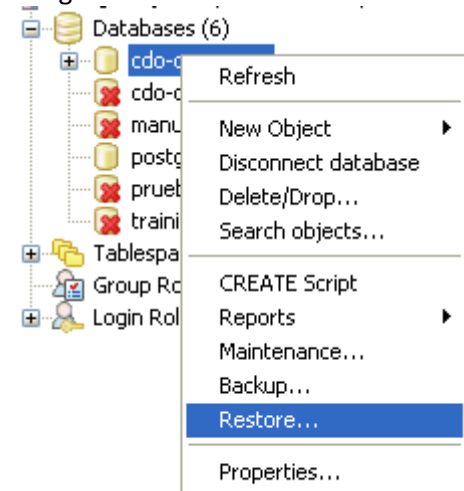 Databases (6)
cdo-c
cdo-c
manu
postg
prueb
traini
Tablespa
Group Ro
Login Rol
Refresh
New Object
Disconnect database
Delete/Drop...
Search objects...
CREATE Script
Reports
Maintenance...
Backup...
Restore...
Properties...